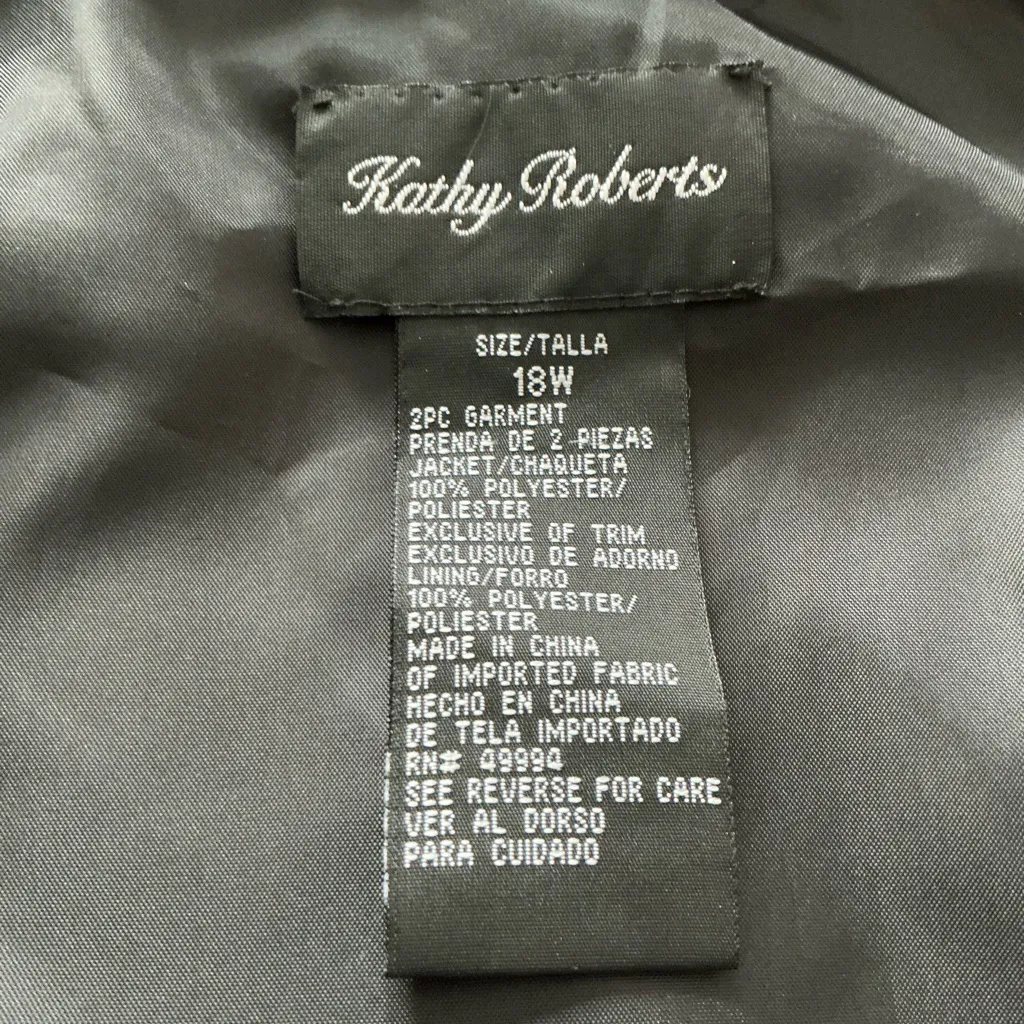 Kathy Roberts
SIZE/TALLA
18W
2PC GARMENT
PRENDA DE 2 PIEZAS
JACKET/CHAQUETA
100% POLYESTER/
POLIESTER
EXCLUSIVE OF TRIM
EXCLUSIVO DE ADORNO
LINING/FORRO
100% POLYESTER/
POLIESTER
MADE IN CHINA
OF IMPORTED FABRIC
HECHO EN CHINA
DE TELA IMPORTADO
RN# 49994
SEE REVERSE FOR CARE
VER AL DORSO
PARA CUIDADO